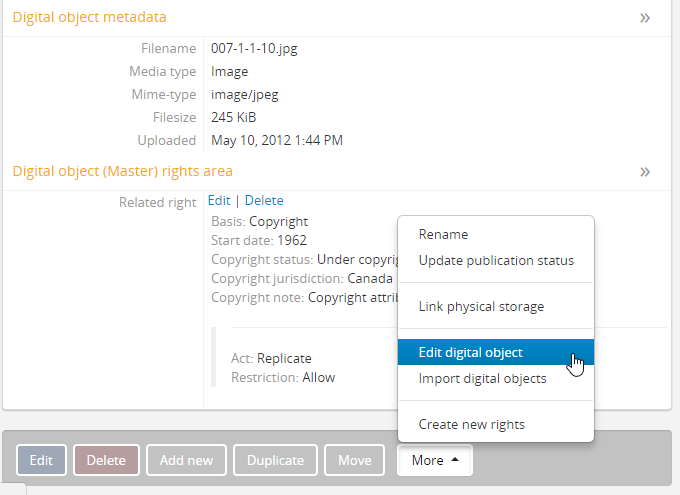 Digital object metadata »
Filename 007-1-1-10.jpg
Media type Image
Mime-type image/jpeg
Filesize 245 KiB
Uploaded May 10, 2012 1:44 PM
Digital object (Master) rights area »
Related right Edit | Delete
Basis: Copyright
Start date: 1962
Copyright status: Under
Copyright jurisdiction: Canada
Copyright note: Copyright
Act: Replicate
Restriction: Allow
Rename
Update publication status
Link physical storage
Edit digital object
Import digital objects
Create new rights
Edit Delete Add new Duplicate Move More